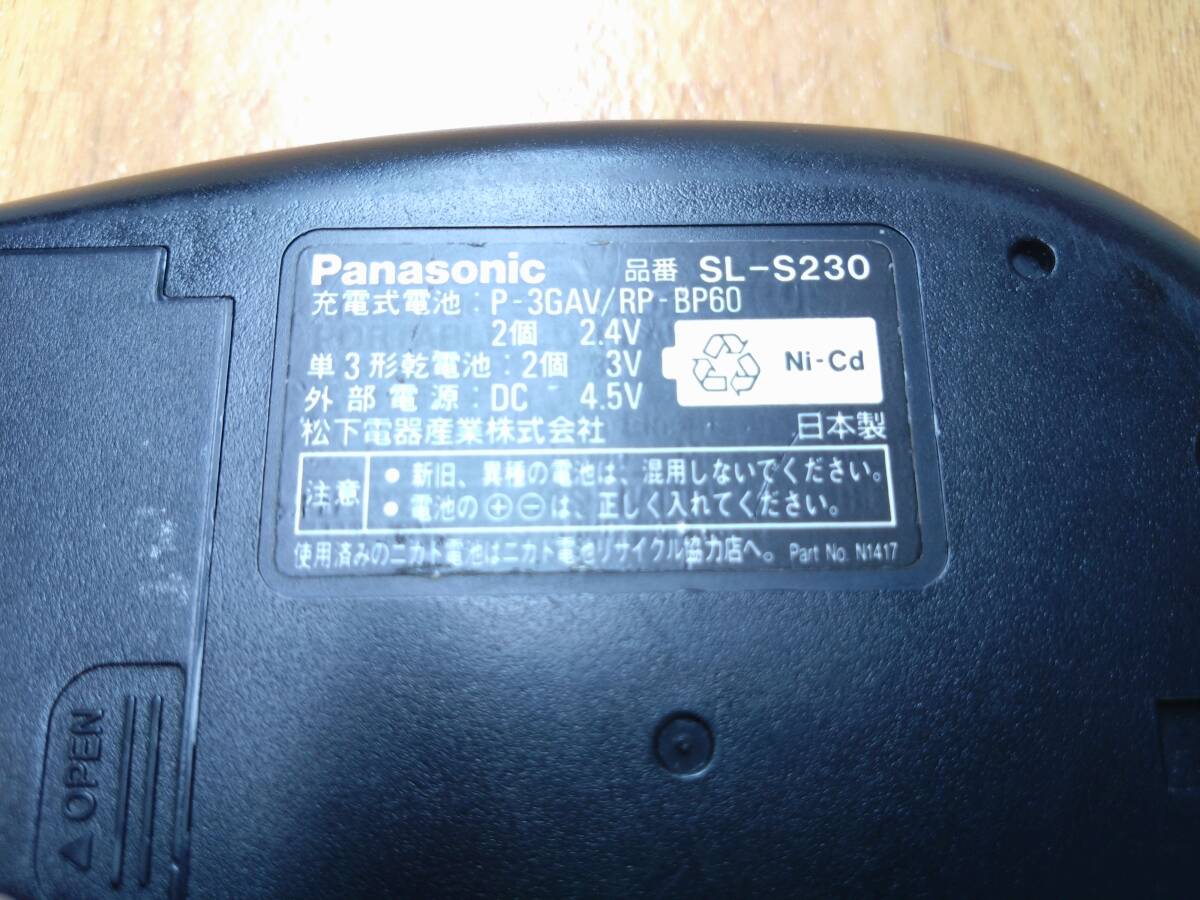 Panasonic 品番 SL-S230
充電式電池:P-3GAV/RP-BP60
2個 2.4V
単3形乾電池:2個 3V
外部電源:DC 4.5V
Ni-Cd
松下電器産業株式会社 日本製
注意
●新旧、異種の電池は、混用しないでください。
●電池の⊕⊖は、正しく入れてください。
使用済みのニカド電池はニカド電池リサイクル協力店へ。 Part No. N1417
△OPEN